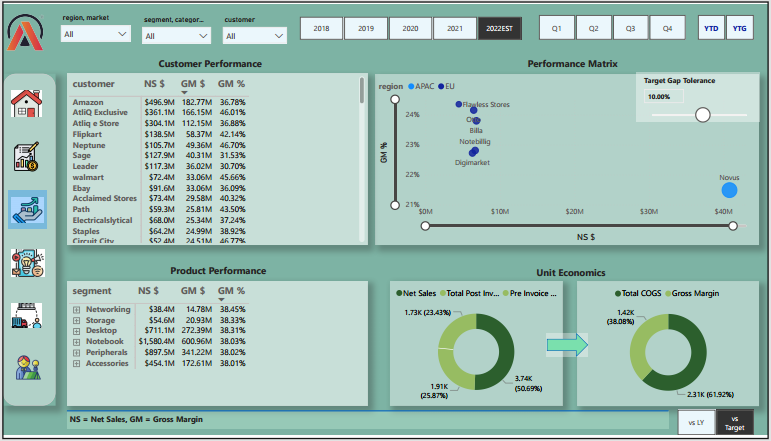 region, market
segment, categor...
customer
All
All
All
2018
2019
2020
2021
2022EST
Q1
Q2
Q3
Q4
YTD
YTG
Customer Performance
customer NS $ GM $ GM %
Amazon $496.9M 182.77M 36.78%
AtliQ Exclusive $361.1M 166.15M 46.01%
Atliq e Store $304.1M 112.15M 36.88%
Flipkart $138.5M 58.37M 42.14%
Neptune $105.7M 49.36M 46.70%
Sage $127.9M 40.31M 31.53%
Leader $117.3M 36.02M 30.70%
walmart $72.4M 33.06M 45.66%
Ebay $91.6M 33.06M 36.09%
Acclaimed Stores $73.4M 29.58M 40.32%
Path $59.3M 25.81M 43.50%
Electricalslytical $68.0M 25.34M 37.24%
Staples $64.2M 24.99M 38.92%
Circuit City $52.4M 24.51M 46.77%
Performance Matrix
region APAC EU
Target Gap Tolerance
10.00%
GM %
24%
23%
22%
21%
Flawless Stores
Billa
Notebillig
Digimarket
Novus
$0M
$10M
$20M
$30M
$40M
NS $
Product Performance
segment NS $ GM $ GM %
Networking $38.4M 14.78M 38.45%
Storage $54.6M 20.93M 38.33%
Desktop $711.1M 272.39M 38.31%
Notebook $1,580.4M 600.96M 38.03%
Peripherals $897.5M 341.22M 38.02%
Accessories $454.1M 172.61M 38.01%
Unit Economics
Net Sales Total Post Inv... Pre Invoice ...
1.73K (23.43%)
1.91K
(25.87%)
3.74K
(50.69%)
Total COGS Gross Margin
1.42K
(38.08%)
2.31K (61.92%)
NS = Net Sales, GM = Gross Margin
vs LY
vs
Target